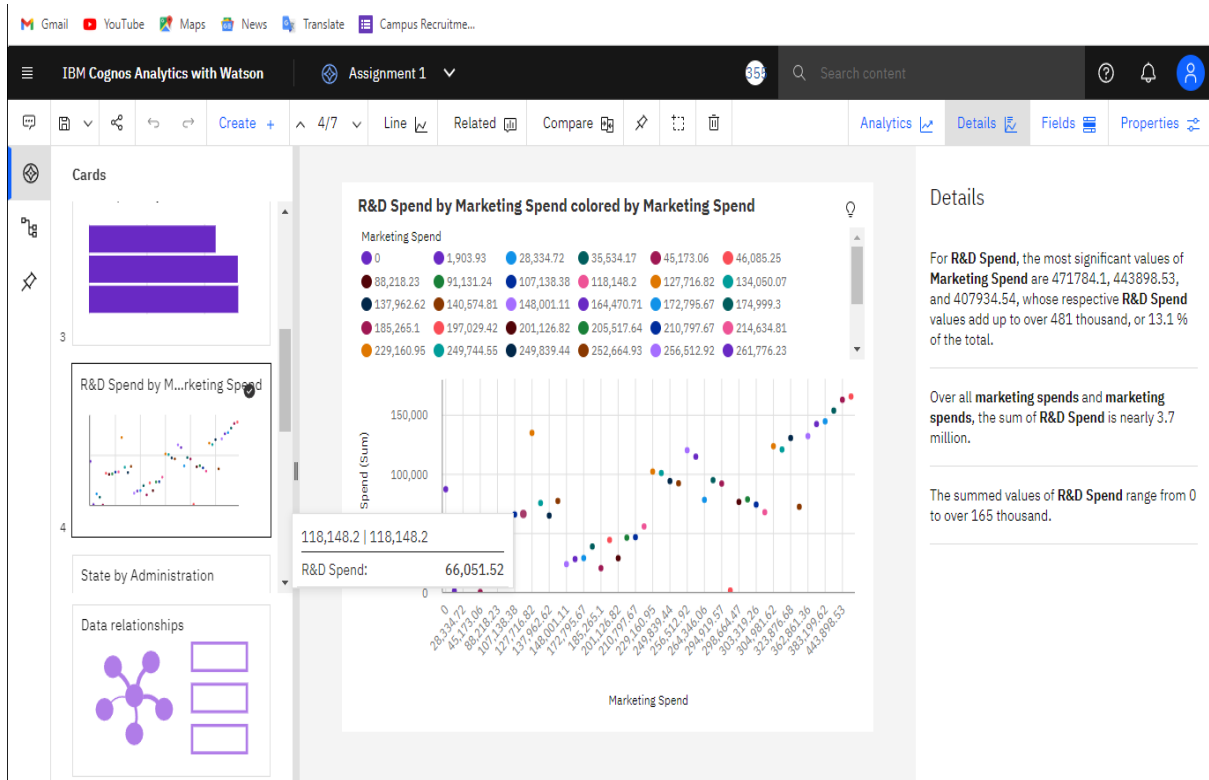 Gmail YouTube Maps News Translate Campus Recruitme...
IBM Cognos Analytics with Watson Assignment 1 Search content
Create + 4/7 Line Related Compare Analytics Details Fields Properties
Cards
3
R&D Spend by M...rketing Spend
4
State by Administration
Data relationships
R&D Spend by Marketing Spend colored by Marketing Spend
Marketing Spend
0 1,903.93 28,334.72 35,534.17 45,173.06 46,085.25
88,218.23 91,131.24 107,138.38 118,148.2 127,716.82 134,050.07
137,962.62 140,574.81 148,001.11 164,470.71 172,795.67 174,999.3
185,265.1 197,029.42 201,126.82 205,517.64 210,797.67 214,634.81
229,160.95 249,744.55 249,839.44 252,664.93 256,512.92 261,776.23
150,000
100,000
0
Spend (Sum)
118,148.2 | 118,148.2
R&D Spend: 66,051.52
0 28,334.72 45,173.06 88,218.23 107,138.38 127,716.82 137,962.62 148,001.11 172,795.67 185,265.1 201,126.82 210,797.67 229,160.95 249,839.44 256,512.92 264,346.06 294,919.57 298,664.47 303,319.26 304,981.62 323,876.68 362,861.36 383,199.62 443,898.53
Marketing Spend
Details
For R&D Spend, the most significant values of
Marketing Spend are 471784.1, 443898.53,
and 407934.54, whose respective R&D Spend
values add up to over 481 thousand, or 13.1 %
of the total.
Over all marketing spends and marketing
spends, the sum of R&D Spend is nearly 3.7
million.
The summed values of R&D Spend range from 0
to over 165 thousand.